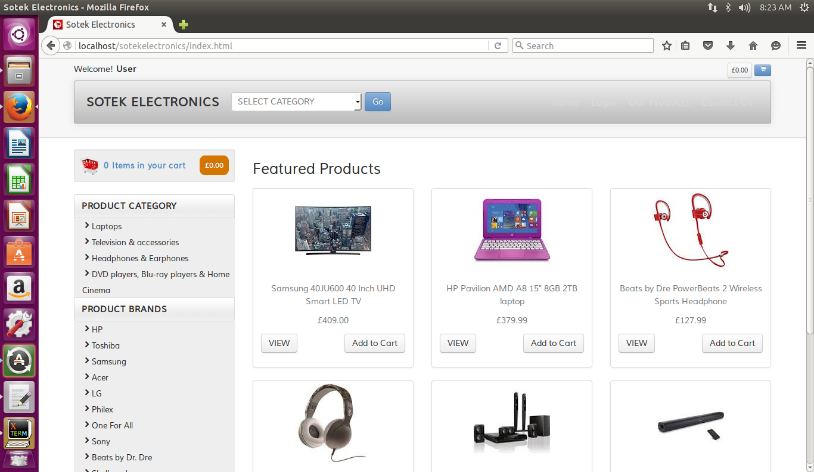 Sotek Electronics - Mozilla Firefox
8:23 AM
Sotek Electronics
localhost/sotekelectronics/index.html
Search
Welcome! User
£0.00
SOTEK ELECTRONICS
SELECT CATEGORY
Go
0 Items in your cart
£0.00
PRODUCT CATEGORY
Laptops
Television & accessories
Headphones & Earphones
DVD players, Blu-ray players & Home
Cinema
PRODUCT BRANDS
HP
Toshiba
Samsung
Acer
LG
Philex
One For All
Sony
Beats by Dr. Dre
Featured Products
Samsung 40JU600 40 Inch UHD
Smart LED TV
£409.00
VIEW
Add to Cart
HP Pavilion AMD A8 15" 8GB 2TB
laptop
£379.99
VIEW
Add to Cart
Beats by Dre PowerBeats 2 Wireless
Sports Headphone
£127.99
VIEW
Add to Cart
X
TERM